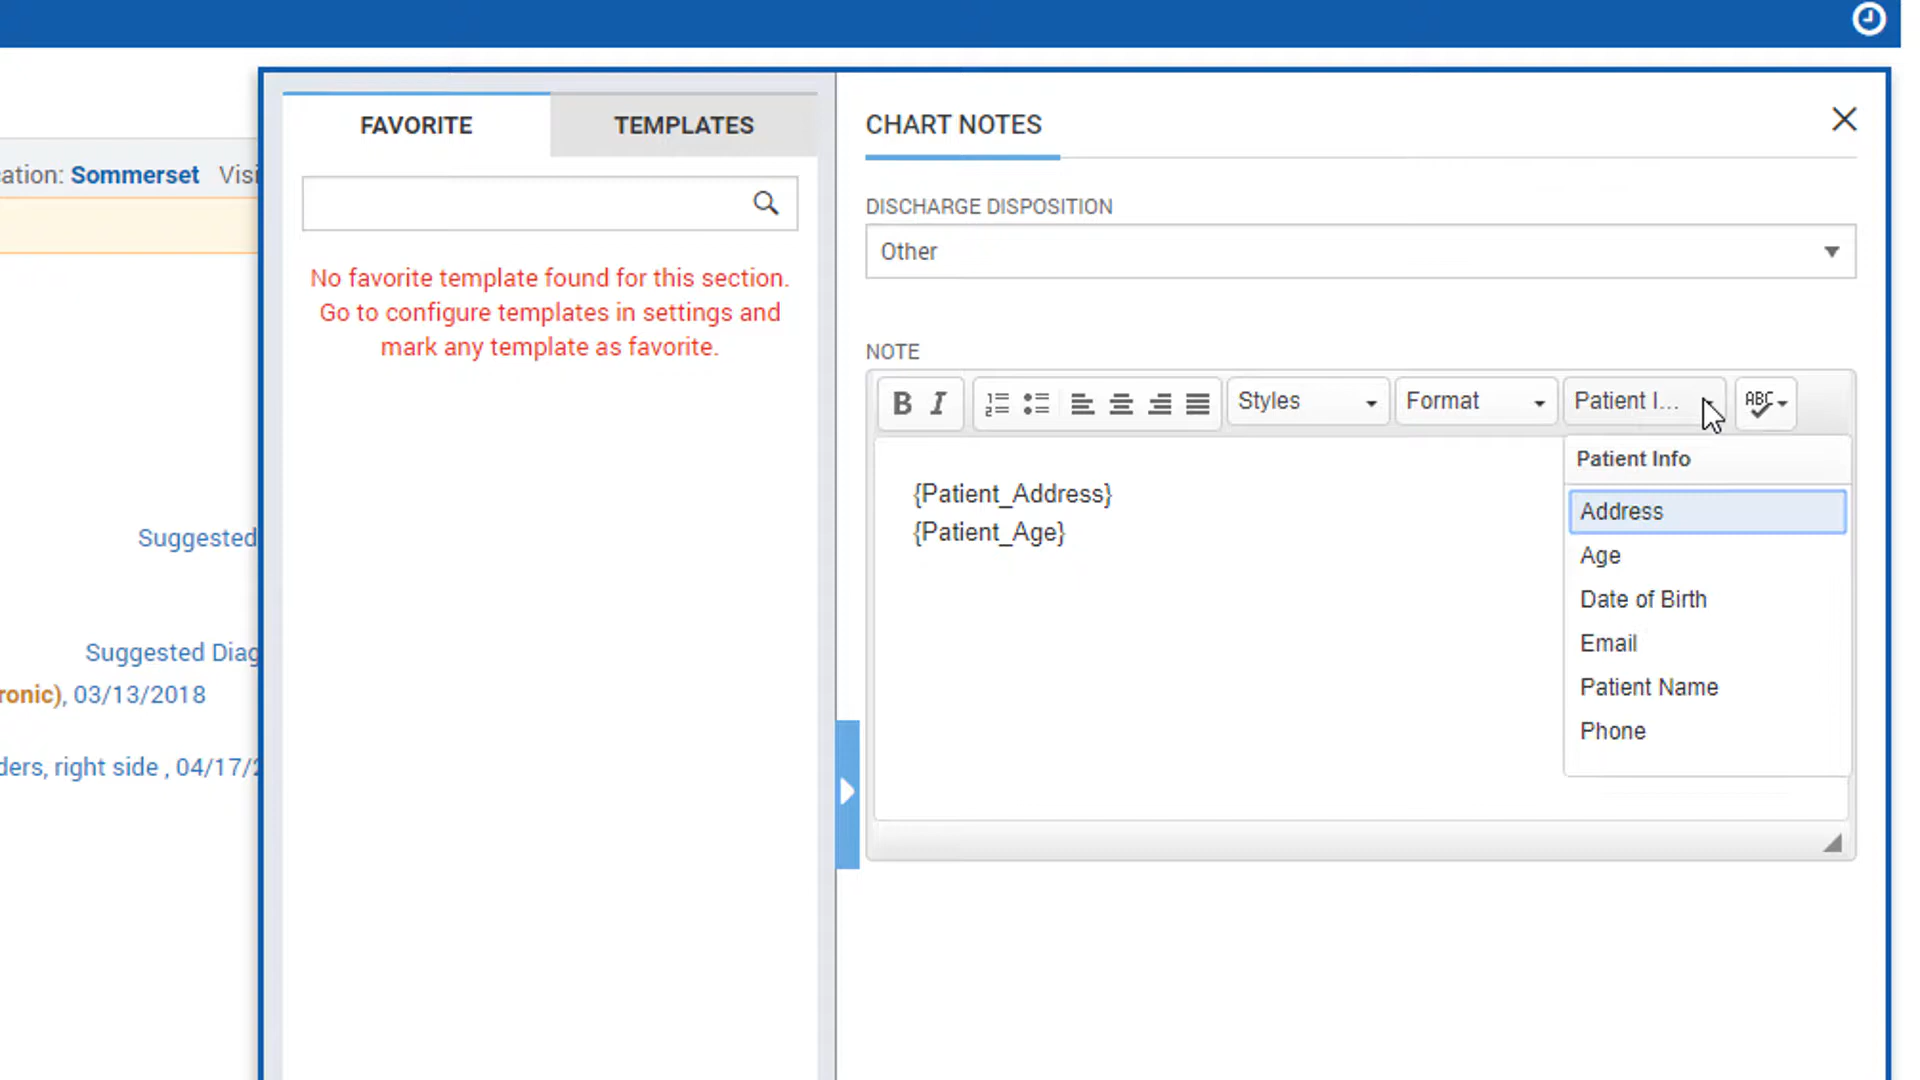 ation: Sommerset Visi
Suggested
Suggested Diag
ronic), 03/13/2018
ders, right side , 04/17/2
FAVORITE
TEMPLATES
No favorite template found for this section.
Go to configure templates in settings and
mark any template as favorite.
CHART NOTES
DISCHARGE DISPOSITION
Other
NOTE
B I
Styles
Format
Patient I...
ABC
{Patient_Address}
{Patient_Age}
Patient Info
Address
Age
Date of Birth
Email
Patient Name
Phone